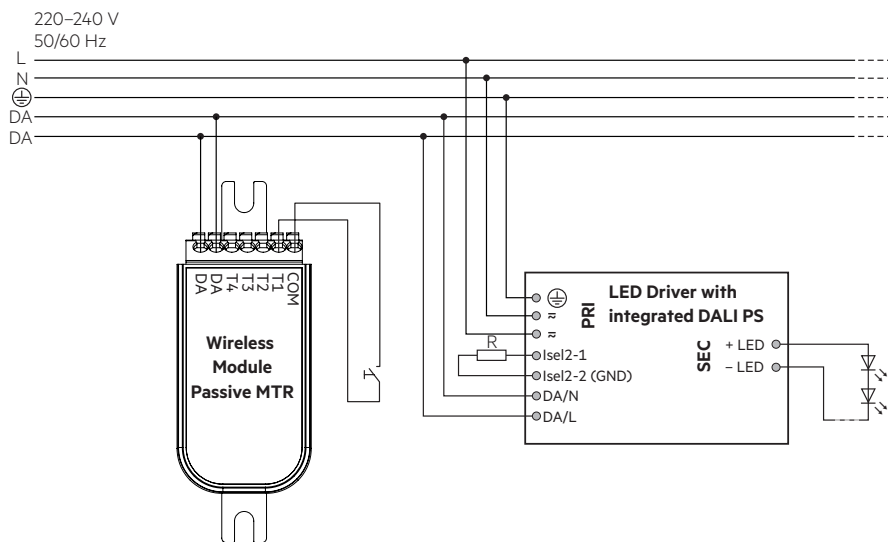 220–240 V
50/60 Hz
L
N
DA
DA
DA
DA
T4
T3
T2
T1
COM
Wireless
Module
Passive MTR
LED Driver with
integrated DALI PS
PRI
SEC
R
Isel2-1
Isel2-2 (GND)
DA/N
DA/L
+ LED
– LED